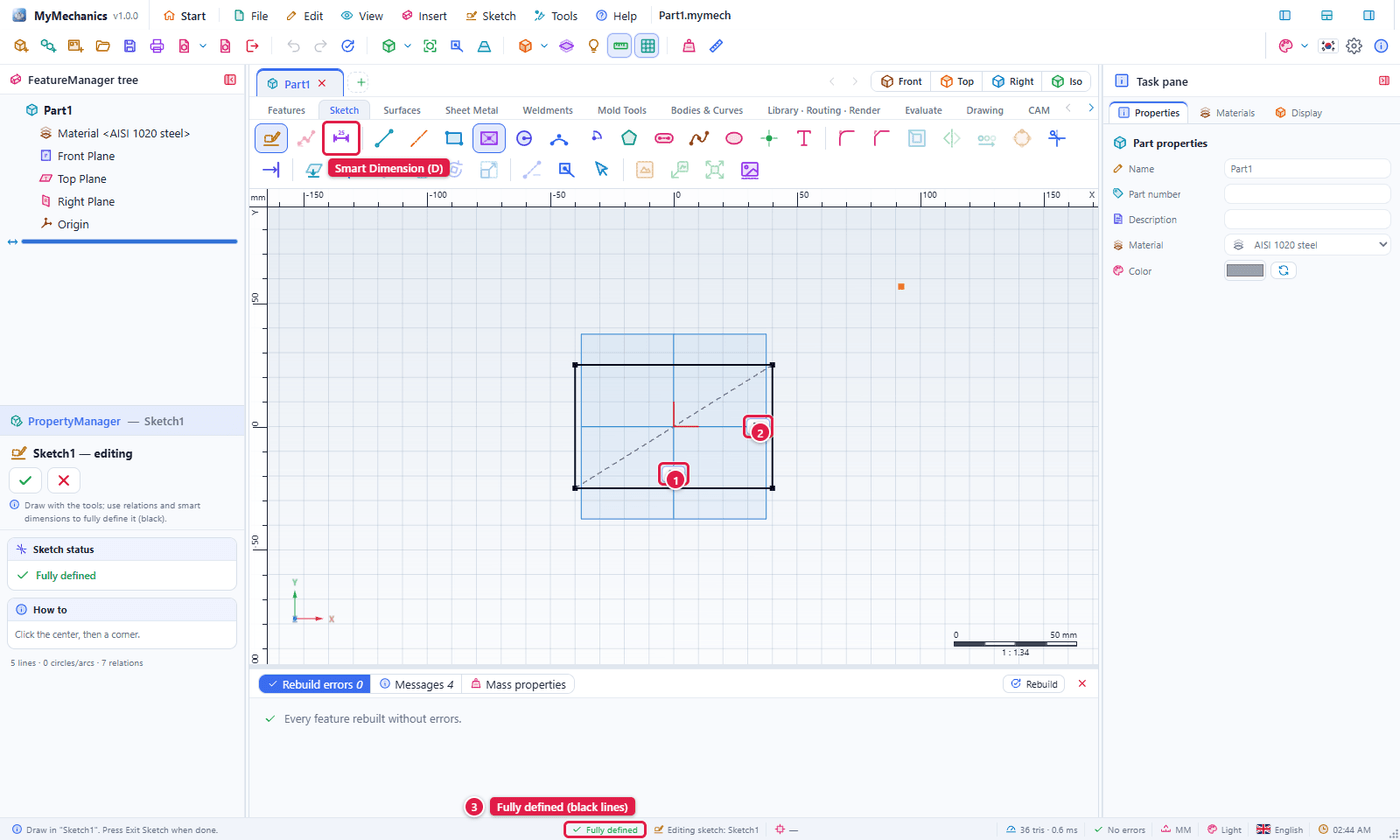 MyMechanics v1.0.0 Start File Edit View Insert Sketch Tools Help Part1.mymech
FeatureManager tree
Part1
Material <AISI 1020 steel>
Front Plane
Top Plane
Right Plane
Origin
PropertyManager — Sketch1
Sketch1 — editing
Draw with the tools; use relations and smart
dimensions to fully define it (black).
Sketch status
Fully defined
How to
Click the center, then a corner.
5 lines · 0 circles/arcs · 7 relations
Part1
Front Top Right Iso
Features Sketch Surfaces Sheet Metal Weldments Mold Tools Bodies & Curves Library · Routing · Render Evaluate Drawing CAM
25
Smart Dimension (D)
mm -150 -100 -50 0 50 100 150 X
Y
50
0
-50
2
1
Y
X
0 50 mm
1 : 1.34
Rebuild errors 0 Messages 4 Mass properties Rebuild
Every feature rebuilt without errors.
3 Fully defined (black lines)
Task pane
Properties Materials Display
Part properties
Name Part1
Part number
Description
Material AISI 1020 steel
Color
Draw in "Sketch1". Press Exit Sketch when done. Fully defined Editing sketch: Sketch1 — 36 tris · 0.6 ms No errors MM Light English 02:44 AM